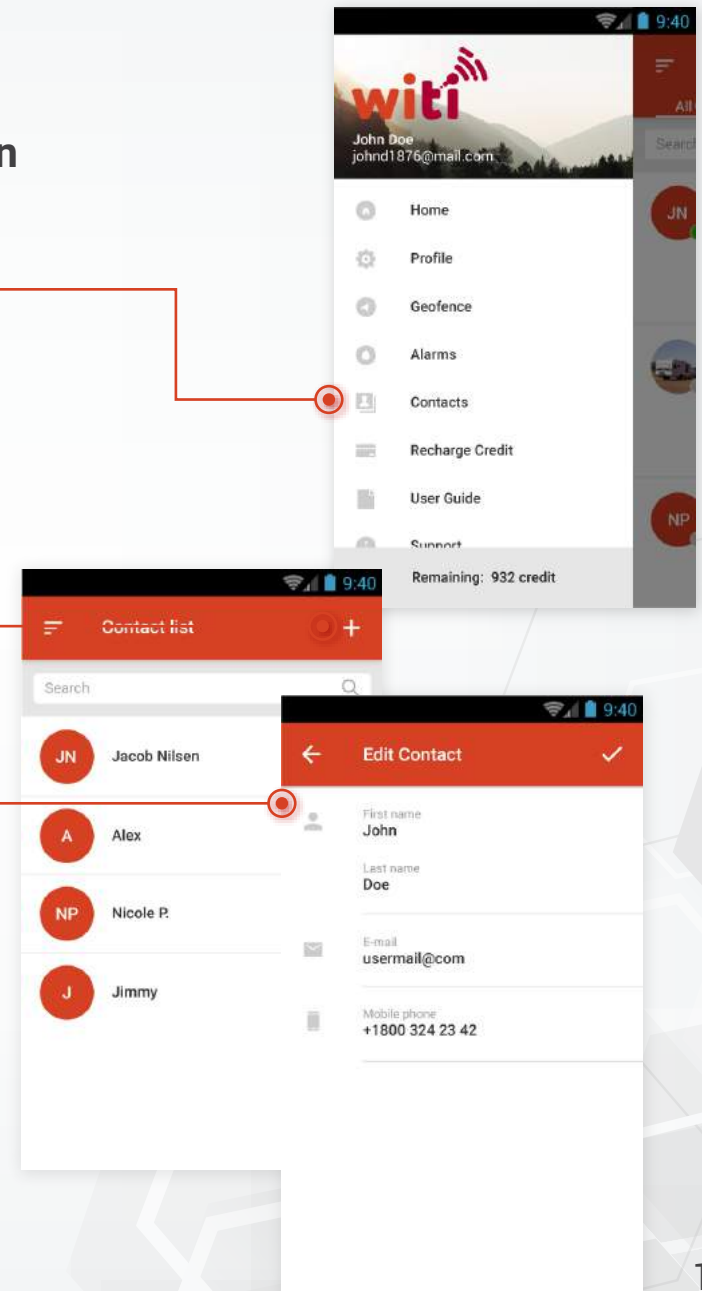 9:40
witi
John Doe
johnd1876@mail.com
Home
Profile
Geofence
Alarms
Contacts
Recharge Credit
User Guide
Support
Remaining: 932 credit
All
Search
JN
NP
n
9:40
Contact list
Search
JN Jacob Nilsen
A Alex
NP Nicole P.
J Jimmy
9:40
Edit Contact
First name
John
Last name
Doe
E-mail
usermail@com
Mobile phone
+1800 324 23 42
1